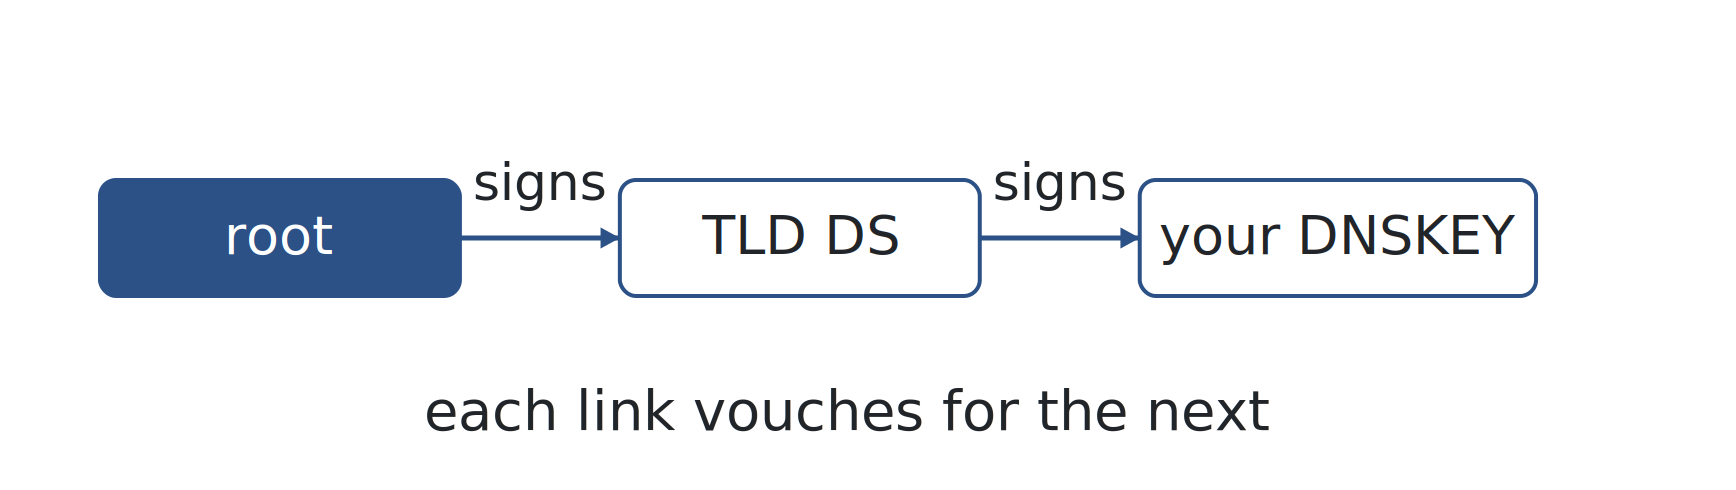 signs signs
root TLD DS your DNSKEY
each link vouches for the next